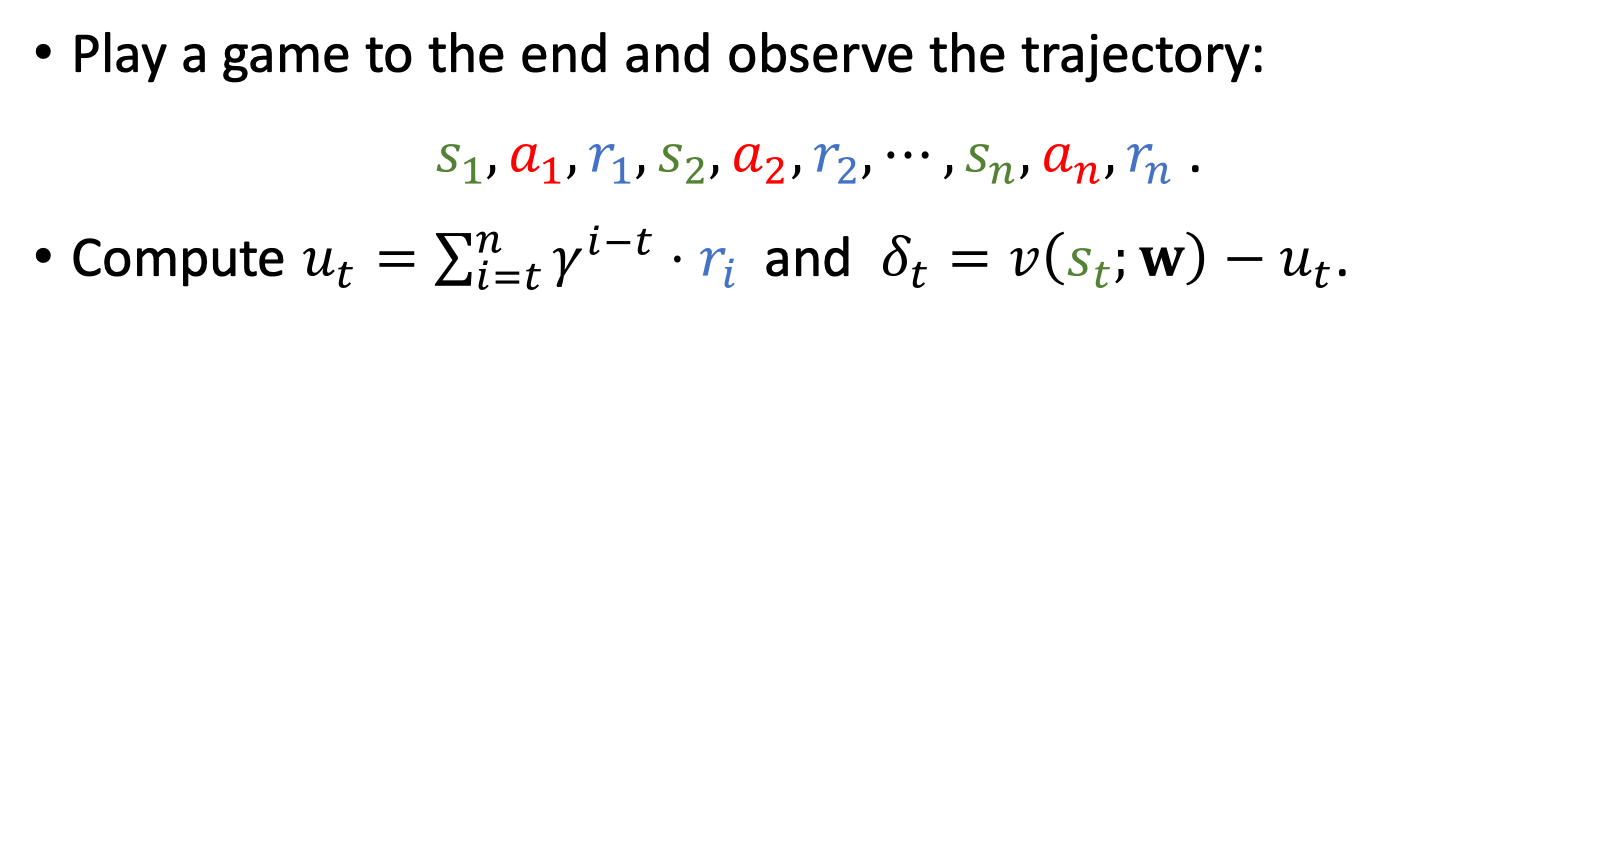 • Play a game to the end and observe the trajectory:
s₁, a₁, r₁, s₂, a₂, r₂, ⋯, sₙ, aₙ, rₙ .
• Compute uₜ = ∑ⁿᵢ₌ₜ γⁱ⁻ᵗ · rᵢ and δₜ = v(sₜ; w) − uₜ.